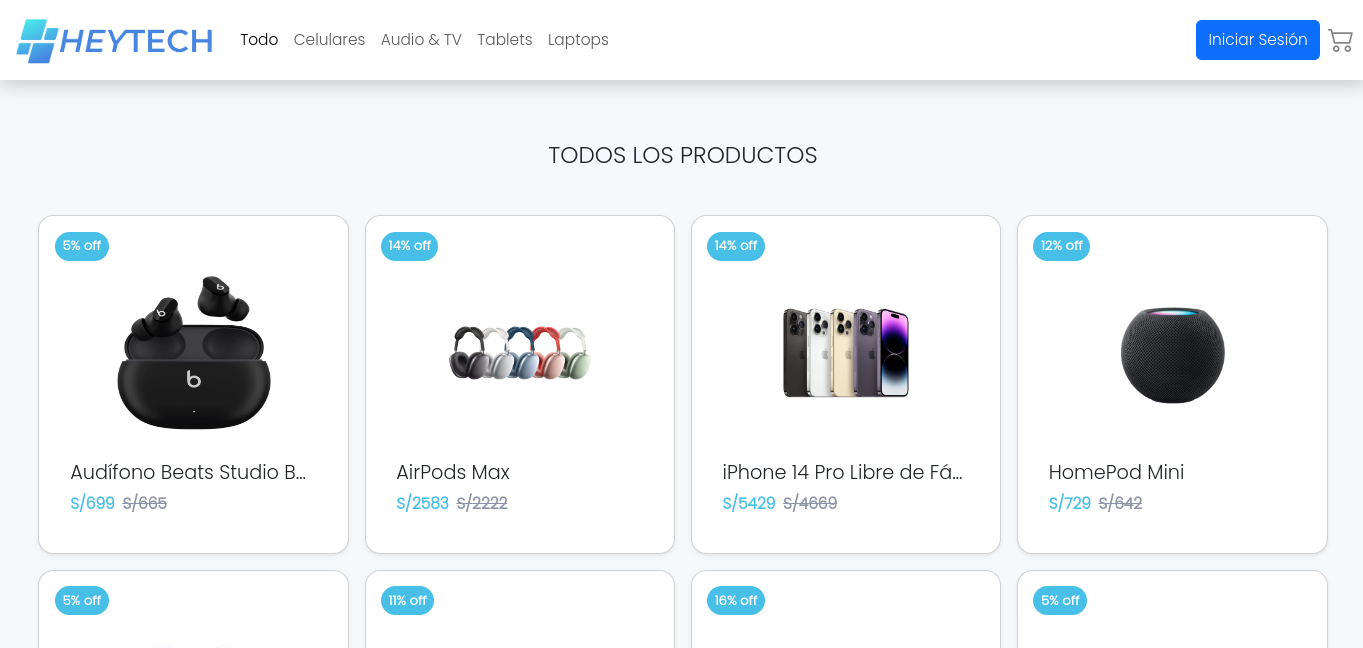 HEYTECH
Todo Celulares Audio & TV Tablets Laptops
Iniciar Sesión
TODOS LOS PRODUCTOS
5% off
Audífono Beats Studio B...
S/699 S/665
14% off
AirPods Max
S/2583 S/2222
14% off
iPhone 14 Pro Libre de Fá...
S/5429 S/4669
12% off
HomePod Mini
S/729 S/642
5% off
11% off
16% off
5% off